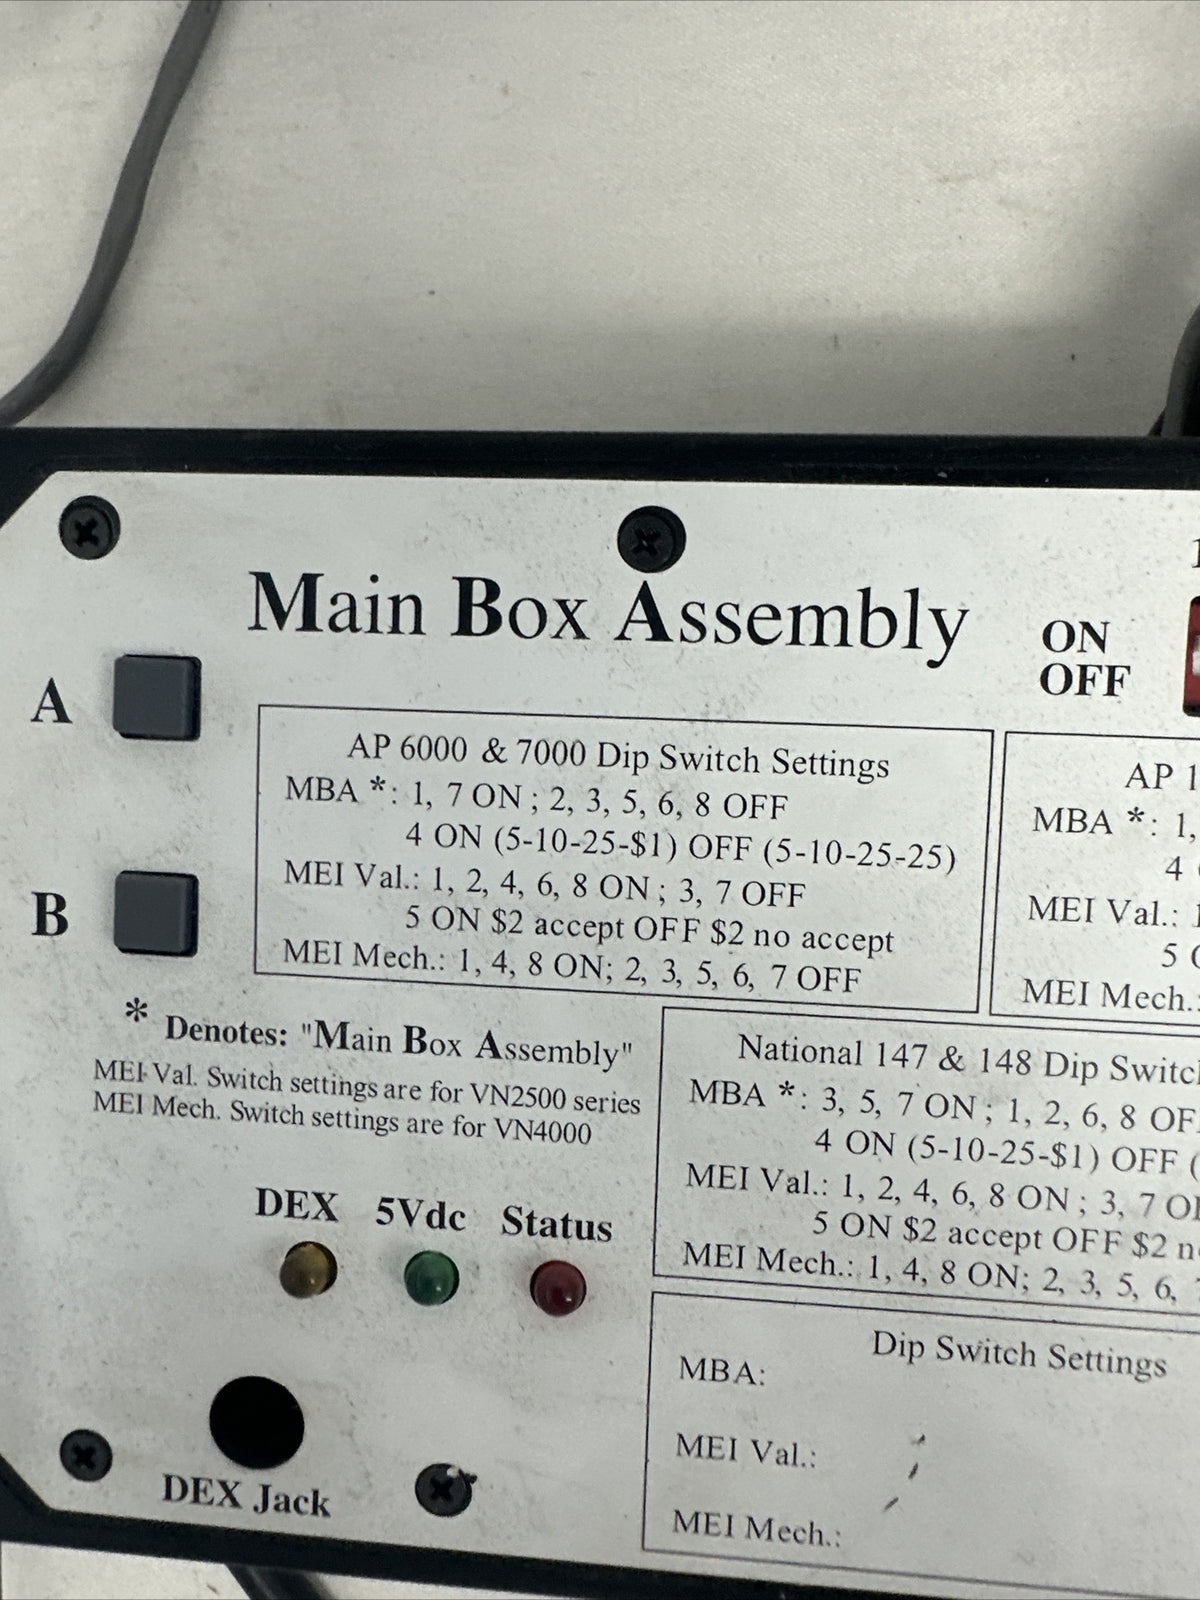 Main Box Assembly
ON
OFF
A
B
AP 6000 & 7000 Dip Switch Settings
MBA *: 1, 7 ON ; 2, 3, 5, 6, 8 OFF
4 ON (5-10-25-$1) OFF (5-10-25-25)
MEI Val.: 1, 2, 4, 6, 8 ON ; 3, 7 OFF
5 ON $2 accept OFF $2 no accept
MEI Mech.: 1, 4, 8 ON; 2, 3, 5, 6, 7 OFF
AP 1
MBA *: 1,
4
MEI Val.:
5
MEI Mech.
* Denotes: "Main Box Assembly"
MEI Val. Switch settings are for VN2500 series
MEI Mech. Switch settings are for VN4000
National 147 & 148 Dip
MBA *: 3, 5, 7 ON ; 1, 2, 6, 8
4 ON (5-10-25-$1) OFF (
MEI Val.: 1, 2, 4, 6, 8 ON ; 3, 7
5 ON $2 accept OFF $2
MEI Mech.: 1, 4, 8 ON; 2, 3, 5, 6,
DEX 5Vdc Status
DEX Jack
Dip Switch Settings
MBA:
MEI Val.:
MEI Mech.: